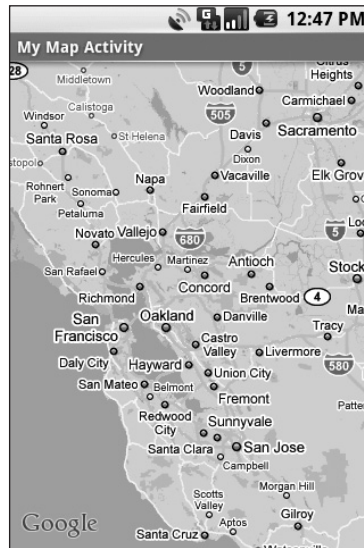 12:47 PM
My Map Activity
28
Middletown
5
Citrus
Heights
Woodland
Calistoga
Carmichael
Windsor
505
Sacramento
Santa Rosa
St Helena
Davis
Dixon
Napa
Vacaville
Elk Grov
Rohnert
Park
Sonoma
Petaluma
Fairfield
Novato
Vallejo
680
5
Hercules
Martinez
San Rafael
Antioch
Stock
Richmond
Concord
Brentwood
4
San
Francisco
Oakland
Danville
Tracy
Daly City
Castro
Valley
Livermore
Hayward
580
San Mateo
Belmont
Union City
Fremont
Redwood
City
Sunnyvale
Santa Clara
San Jose
Campbell
Morgan Hill
Scotts
Valley
Google
Aptos
Gilroy
Santa Cruz